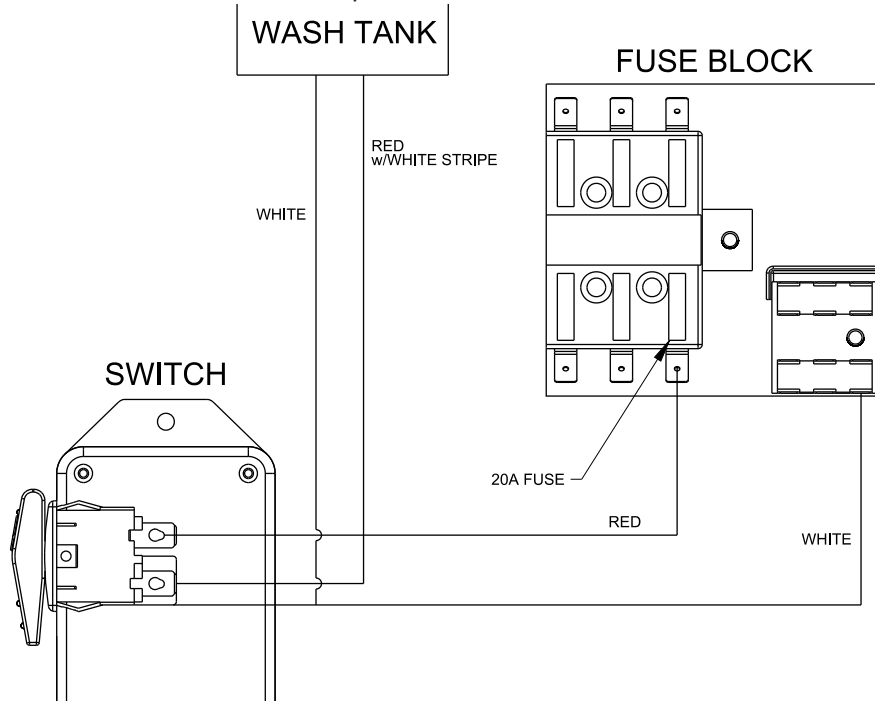 WASH TANK
FUSE BLOCK
RED
w/WHITE STRIPE
WHITE
SWITCH
20A FUSE
RED
WHITE